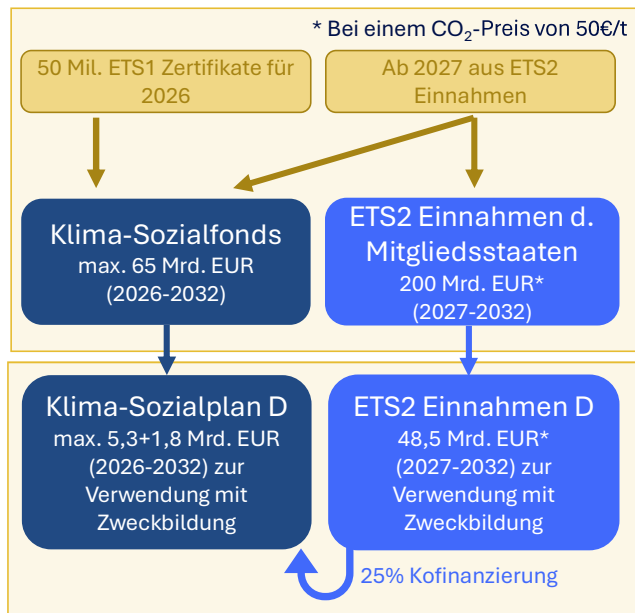 * Bei einem CO₂-Preis von 50€/t
50 Mil. ETS1 Zertifikate für
2026
Ab 2027 aus ETS2
Einnahmen
Klima-Sozialfonds
max. 65 Mrd. EUR
(2026-2032)
ETS2 Einnahmen d.
Mitgliedsstaaten
200 Mrd. EUR*
(2027-2032)
Klima-Sozialplan D
max. 5,3+1,8 Mrd. EUR
(2026-2032) zur
Verwendung mit
Zweckbildung
ETS2 Einnahmen D
48,5 Mrd. EUR*
(2027-2032) zur
Verwendung mit
Zweckbildung
25% Kofinanzierung